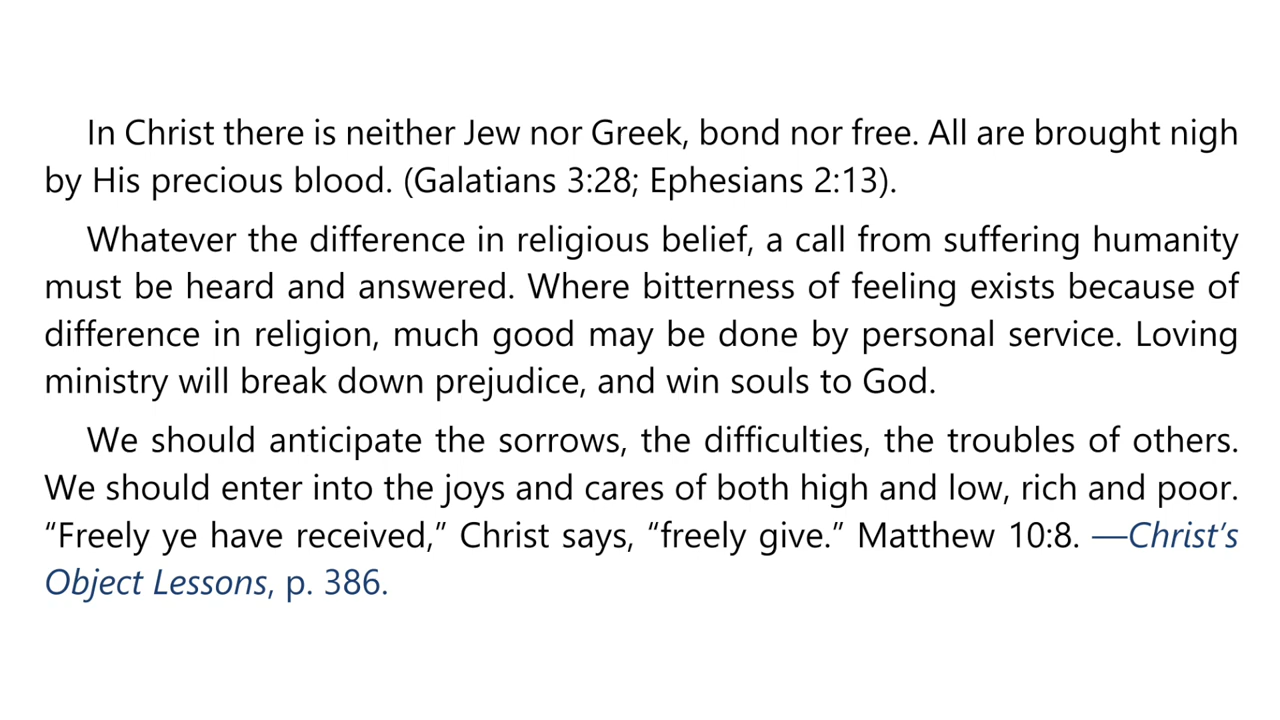 In Christ there is neither Jew nor Greek, bond nor free. All are brought nigh
by His precious blood. (Galatians 3:28; Ephesians 2:13).
Whatever the difference in religious belief, a call from suffering humanity
must be heard and answered. Where bitterness of feeling exists because of
difference in religion, much good may be done by personal service. Loving
ministry will break down prejudice, and win souls to God.
We should anticipate the sorrows, the difficulties, the troubles of others.
We should enter into the joys and cares of both high and low, rich and poor.
“Freely ye have received,” Christ says, “freely give.” Matthew 10:8. —Christ’s
Object Lessons, p. 386.